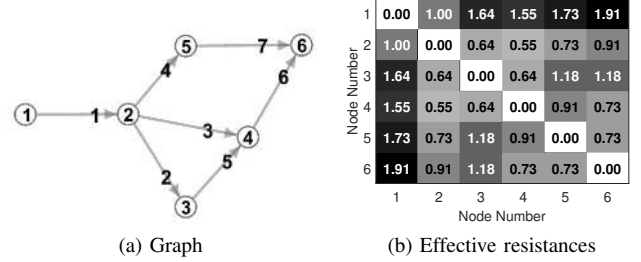 5
7
6
4
6
1
1
2
3
4
2
5
3
(a) Graph
Node Number
1 0.00 1.00 1.64 1.55 1.73 1.91
2 1.00 0.00 0.64 0.55 0.73 0.91
3 1.64 0.64 0.00 0.64 1.18 1.18
4 1.55 0.55 0.64 0.00 0.91 0.73
5 1.73 0.73 1.18 0.91 0.00 0.73
6 1.91 0.91 1.18 0.73 0.73 0.00
1 2 3 4 5 6
Node Number
(b) Effective resistances